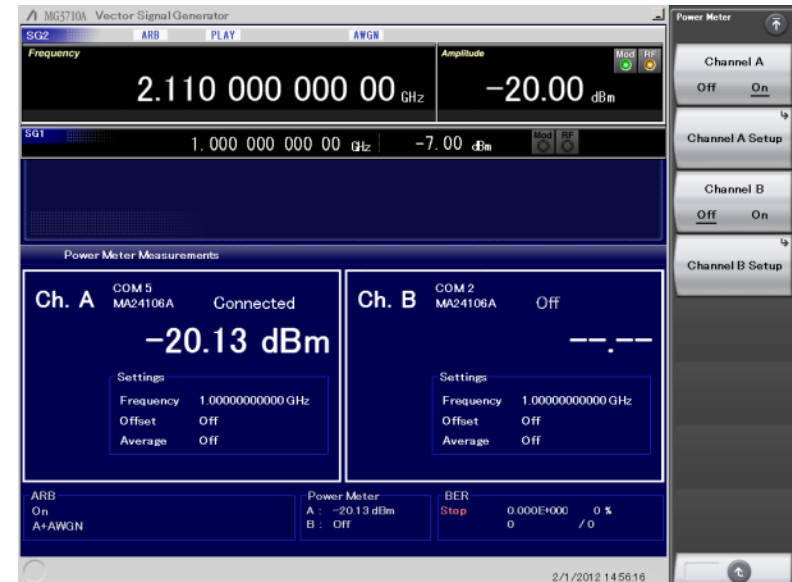 MG3710A Vector Signal Generator
SG2 ARB PLAY AWGN
Frequency Amplitude Mod RF
2.110 000 000 00 GHz −20.00 dBm
SG1 1. 000 000 000 00 GHz −7. 00 dBm Mod RF
Power Meter Measurements
Ch. A COM 5 MA24106A Connected
−20.13 dBm
Settings
Frequency 1.00000000000 GHz
Offset Off
Average Off
Ch. B COM 2 MA24106A Off
−−.−−
Settings
Frequency 1.00000000000 GHz
Offset Off
Average Off
ARB
On
A+AWGN
Power Meter
A : −20.13 dBm
B : Off
BER
Stop 0.000E+000 0 %
0 / 0
2/1/2012 14:56:16
Power Meter
Channel A
Off On
Channel A Setup
Channel B
Off On
Channel B Setup